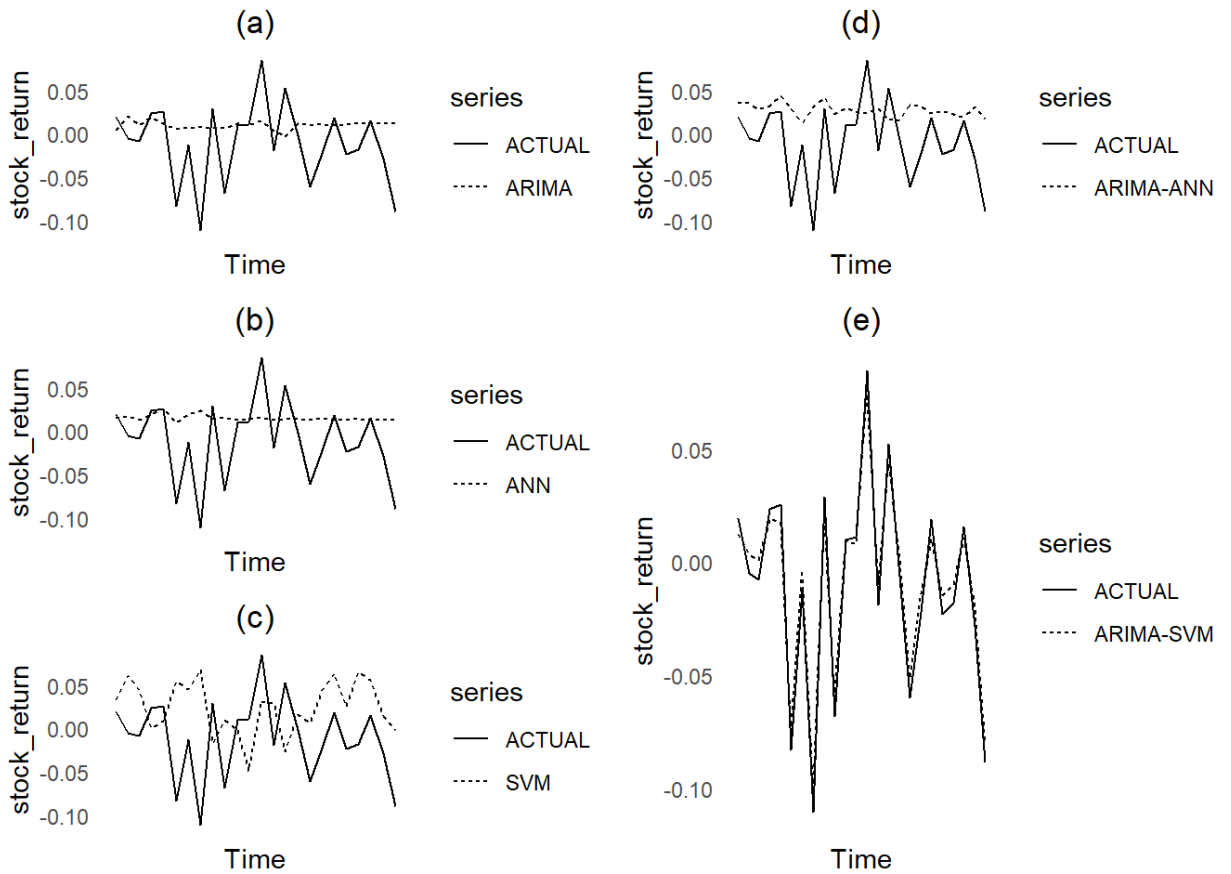 (a)
stock_return
0.05
0.00
-0.05
-0.10
Time
series
ACTUAL
ARIMA
(b)
stock_return
0.05
0.00
-0.05
-0.10
Time
series
ACTUAL
ANN
(c)
stock_return
0.05
0.00
-0.05
-0.10
Time
series
ACTUAL
SVM
(d)
stock_return
0.05
0.00
-0.05
-0.10
Time
series
ACTUAL
ARIMA-ANN
(e)
stock_return
0.05
0.00
-0.05
-0.10
Time
series
ACTUAL
ARIMA-SVM